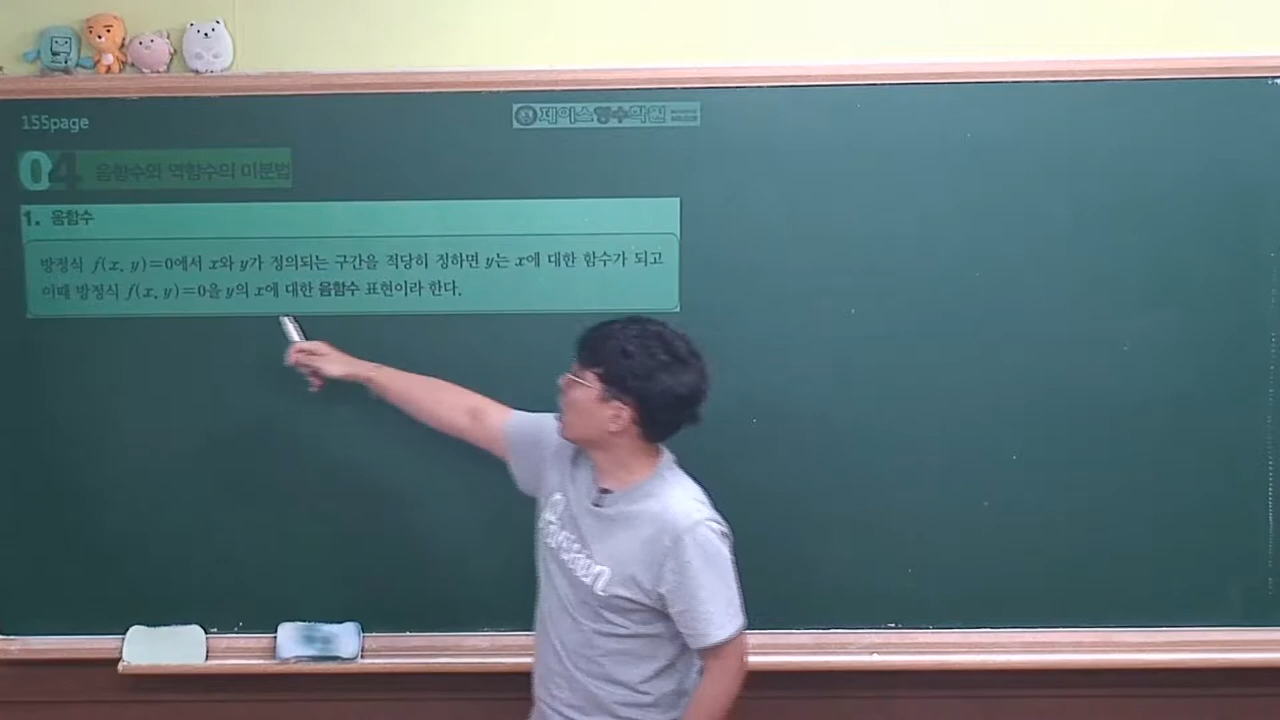 155page
제이스영수학원
04 음함수와 역함수의 미분법
1. 음함수
방정식 f(x, y)=0에서 x와 y가 정의되는 구간을 적당히 정하면 y는 x에 대한 함수가 되고
이때 방정식 f(x, y)=0을 y의 x에 대한 음함수 표현이라 한다.